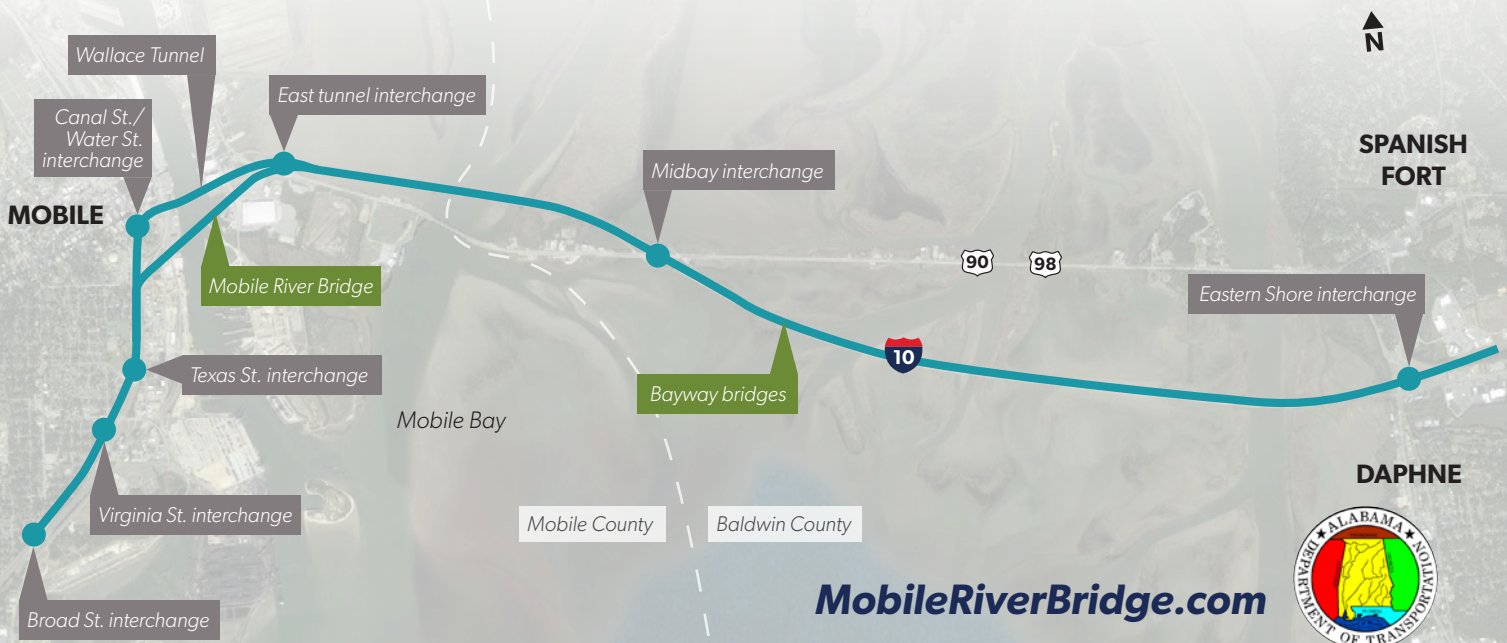 N
Wallace Tunnel
East tunnel interchange
Canal St./
Water St.
interchange
SPANISH
FORT
Midbay interchange
MOBILE
90
98
Mobile River Bridge
Eastern Shore interchange
10
Texas St. interchange
Bayway bridges
Mobile Bay
DAPHNE
Virginia St. interchange
Mobile County
Baldwin County
MobileRiverBridge.com
ALABAMA
DEPARTMENT OF TRANSPORTATION
Broad St. interchange